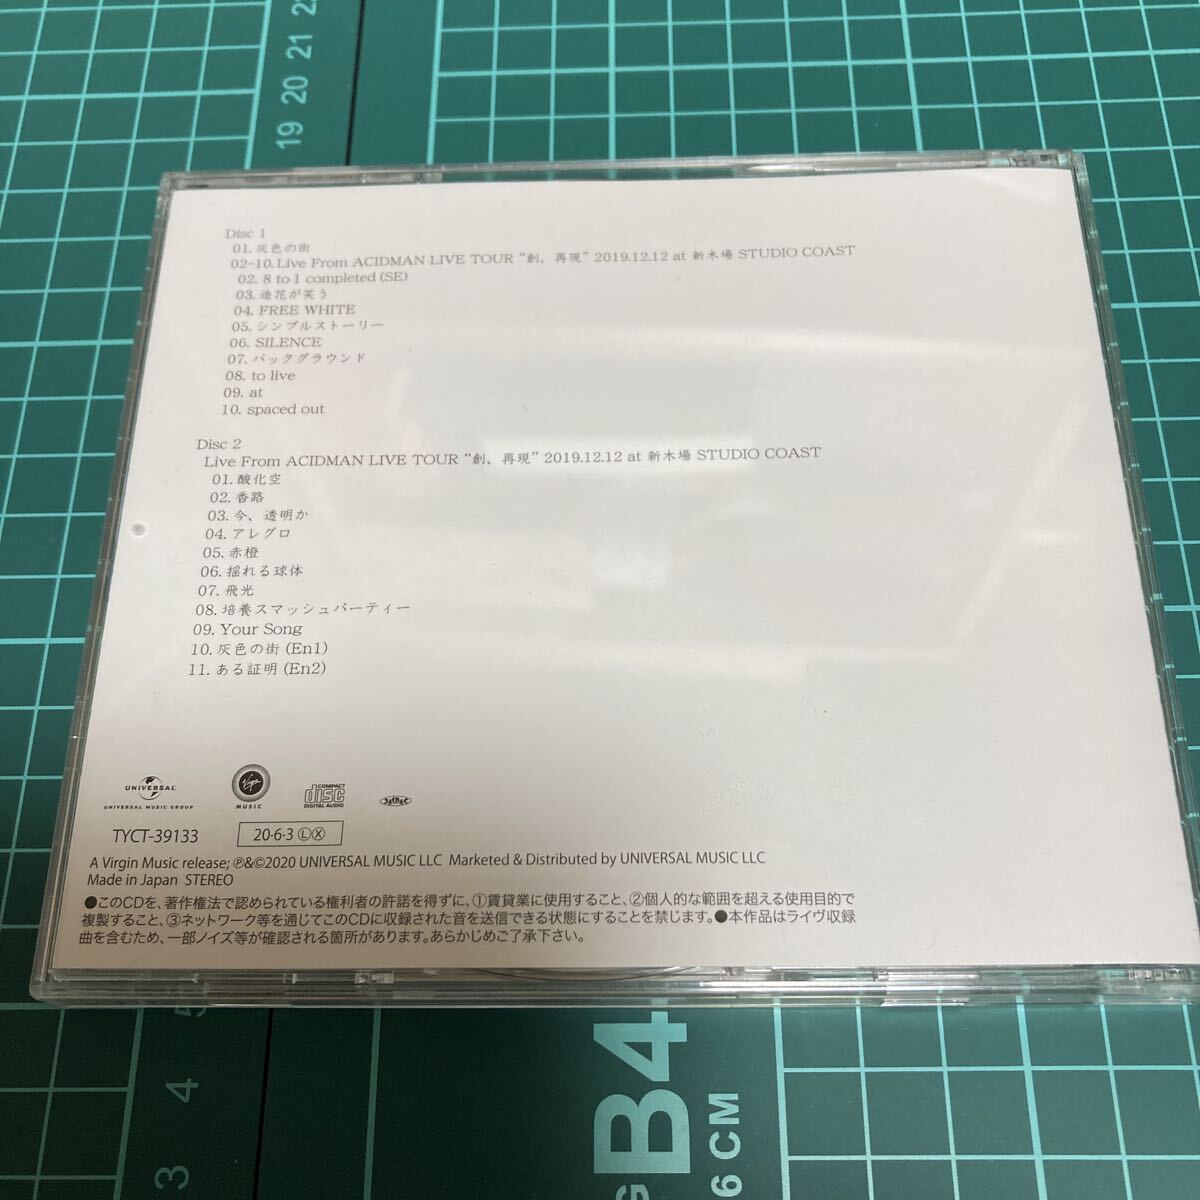 22
21
20
19
Disc 1
01. 灰色の街
02-10. Live From ACIDMAN LIVE TOUR “創、再現” 2019.12.12 at 新木場 STUDIO COAST
02. 8 to 1 completed (SE)
03. 造花が笑う
04. FREE WHITE
05. シンプルストーリー
06. SILENCE
07. バックグラウンド
08. to live
09. at
10. spaced out
Disc 2
Live From ACIDMAN LIVE TOUR “創、再現” 2019.12.12 at 新木場 STUDIO COAST
01. 酸化空
02. 香路
03. 今、透明か
04. アレグロ
05. 赤橙
06. 揺れる球体
07. 飛光
08. 培養スマッシュパーティー
09. Your Song
10. 灰色の街 (En1)
11. ある証明 (En2)
UNIVERSAL
UNIVERSAL MUSIC GROUP
Virgin
MUSIC
COMPACT
disc
DIGITAL AUDIO
JASRAC
TYCT-39133
20・6・3 Ⓛⓧ
A Virgin Music release; ℗&©2020 UNIVERSAL MUSIC LLC Marketed & Distributed by UNIVERSAL MUSIC LLC
Made in Japan STEREO
●このCDを、著作権法で認められている権利者の許諾を得ずに、①賃貸業に使用すること、②個人的な範囲を超える使用目的で
複製すること、③ネットワーク等を通じてこのCDに収録された音を送信できる状態にすることを禁じます。●本作品はライヴ収録
曲を含むため、一部ノイズ等が確認される箇所があります。あらかじめご了承下さい。
5
4
3
B4
6 CM